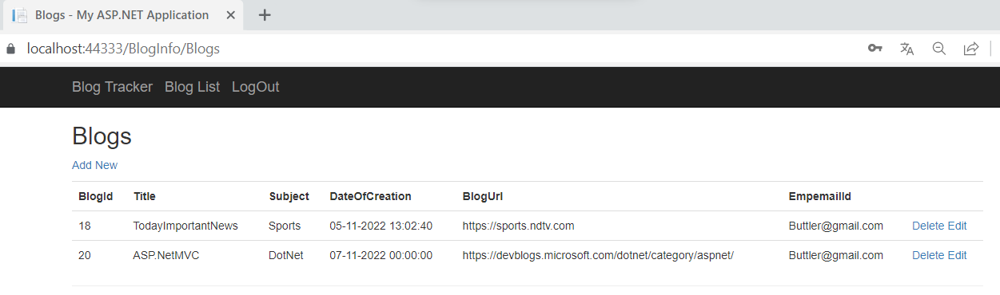 Blogs - My ASP.NET Application
localhost:44333/BlogInfo/Blogs
Blog Tracker Blog List LogOut
Blogs
Add New
BlogId Title Subject DateOfCreation BlogUrl EmpemailId
18 TodayImportantNews Sports 05-11-2022 13:02:40 https://sports.ndtv.com Buttler@gmail.com Delete Edit
20 ASP.NetMVC DotNet 07-11-2022 00:00:00 https://devblogs.microsoft.com/dotnet/category/aspnet/ Buttler@gmail.com Delete Edit